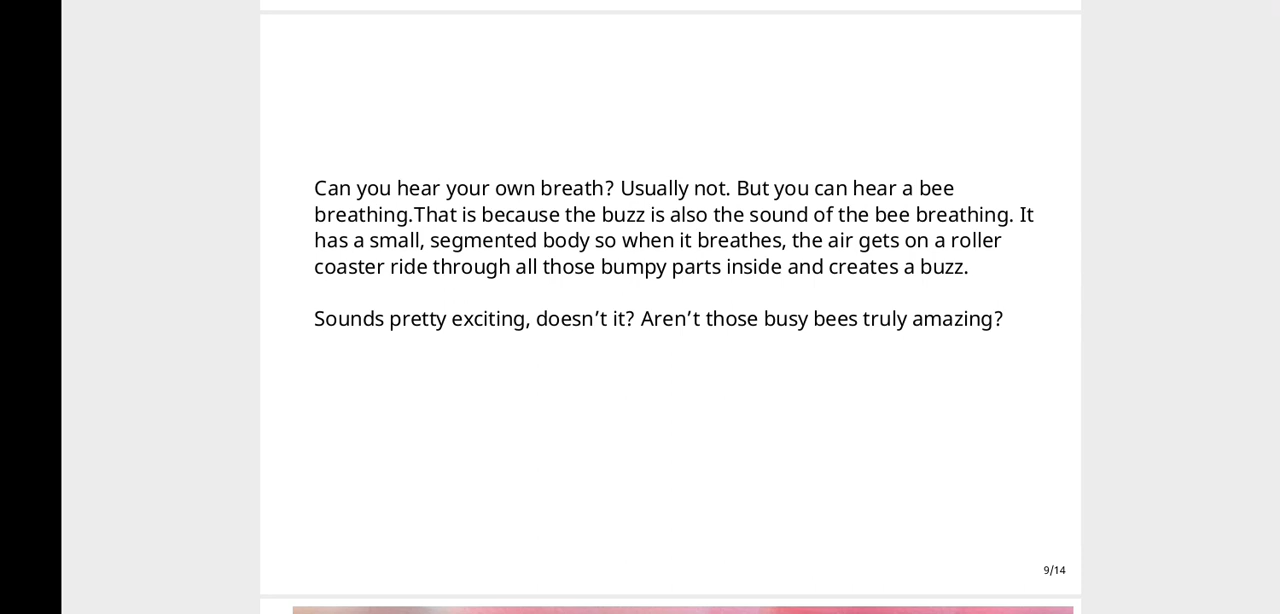 Can you hear your own breath? Usually not. But you can hear a bee
breathing.That is because the buzz is also the sound of the bee breathing. It
has a small, segmented body so when it breathes, the air gets on a roller
coaster ride through all those bumpy parts inside and creates a buzz.
Sounds pretty exciting, doesn’t it? Aren’t those busy bees truly amazing?
9/14